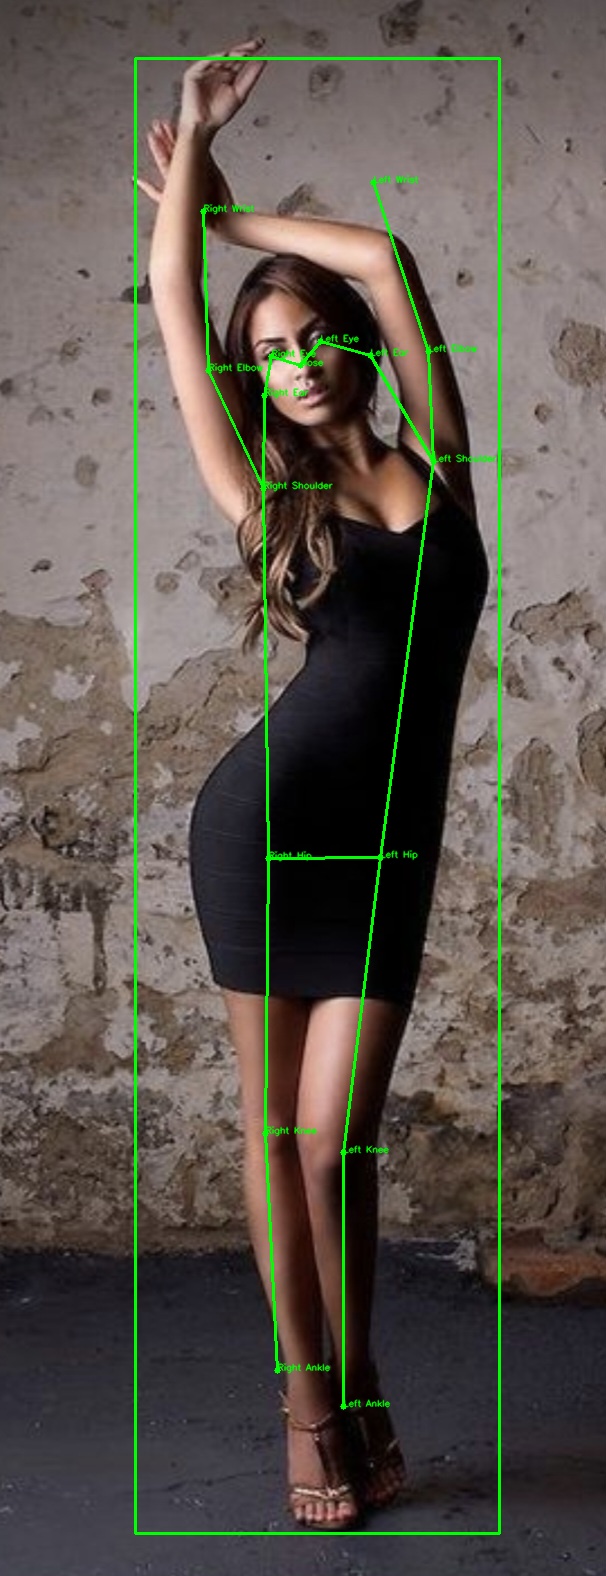 Left Wrist
Right Wrist
Left Eye
Left Elbow
Right Eye
Left Ear
Nose
Right Elbow
Right Ear
Left Shoulder
Right Shoulder
Right Hip
Left Hip
Right Knee
Left Knee
Right Ankle
Left Ankle